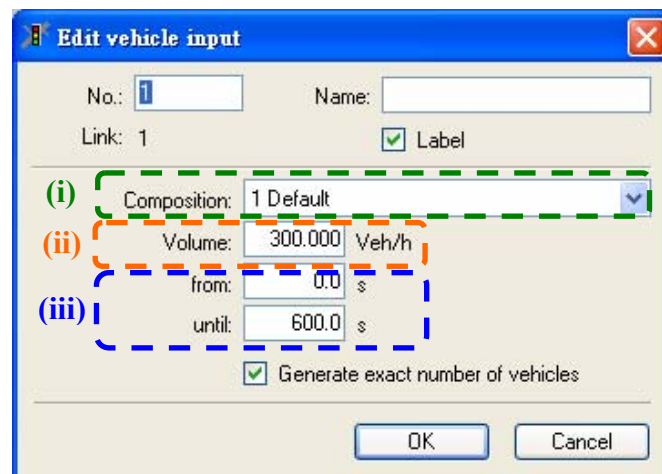 Edit vehicle input
No.: 1 Name:
Link: 1 Label
(i) Composition: 1 Default
(ii) Volume: 300.000 Veh/h
from: 0.0 s
(iii)
until: 600.0 s
Generate exact number of vehicles
OK Cancel